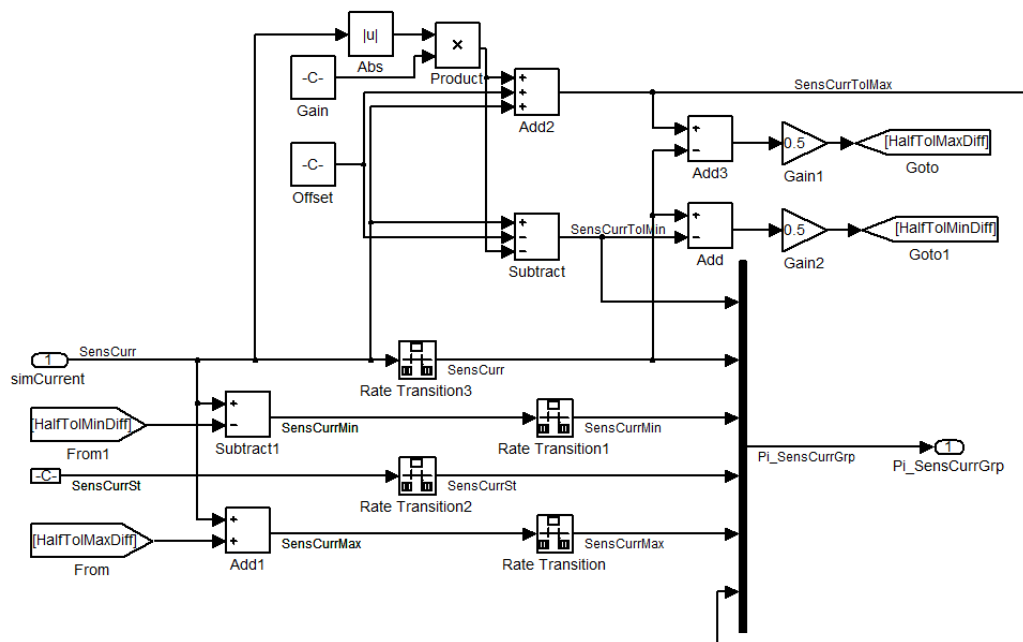 |u|
Abs
×
Product
-C-
Gain
+
+
+
Add2
SensCurrTolMax
+
-
Add3
0.5
Gain1
[HalfTolMaxDiff]
Goto
-C-
Offset
+
-
-
Subtract
SensCurrTolMin
+
-
Add
0.5
Gain2
[HalfTolMinDiff]
Goto1
1
simCurrent
SensCurr
Rate Transition3
SensCurr
[HalfTolMinDiff]
From1
+
-
Subtract1
SensCurrMin
Rate Transition1
SensCurrMin
-C-
SensCurrSt
Rate Transition2
SensCurrSt
Pi_SensCurrGrp
1
Pi_SensCurrGrp
[HalfTolMaxDiff]
From
+
+
Add1
SensCurrMax
Rate Transition
SensCurrMax